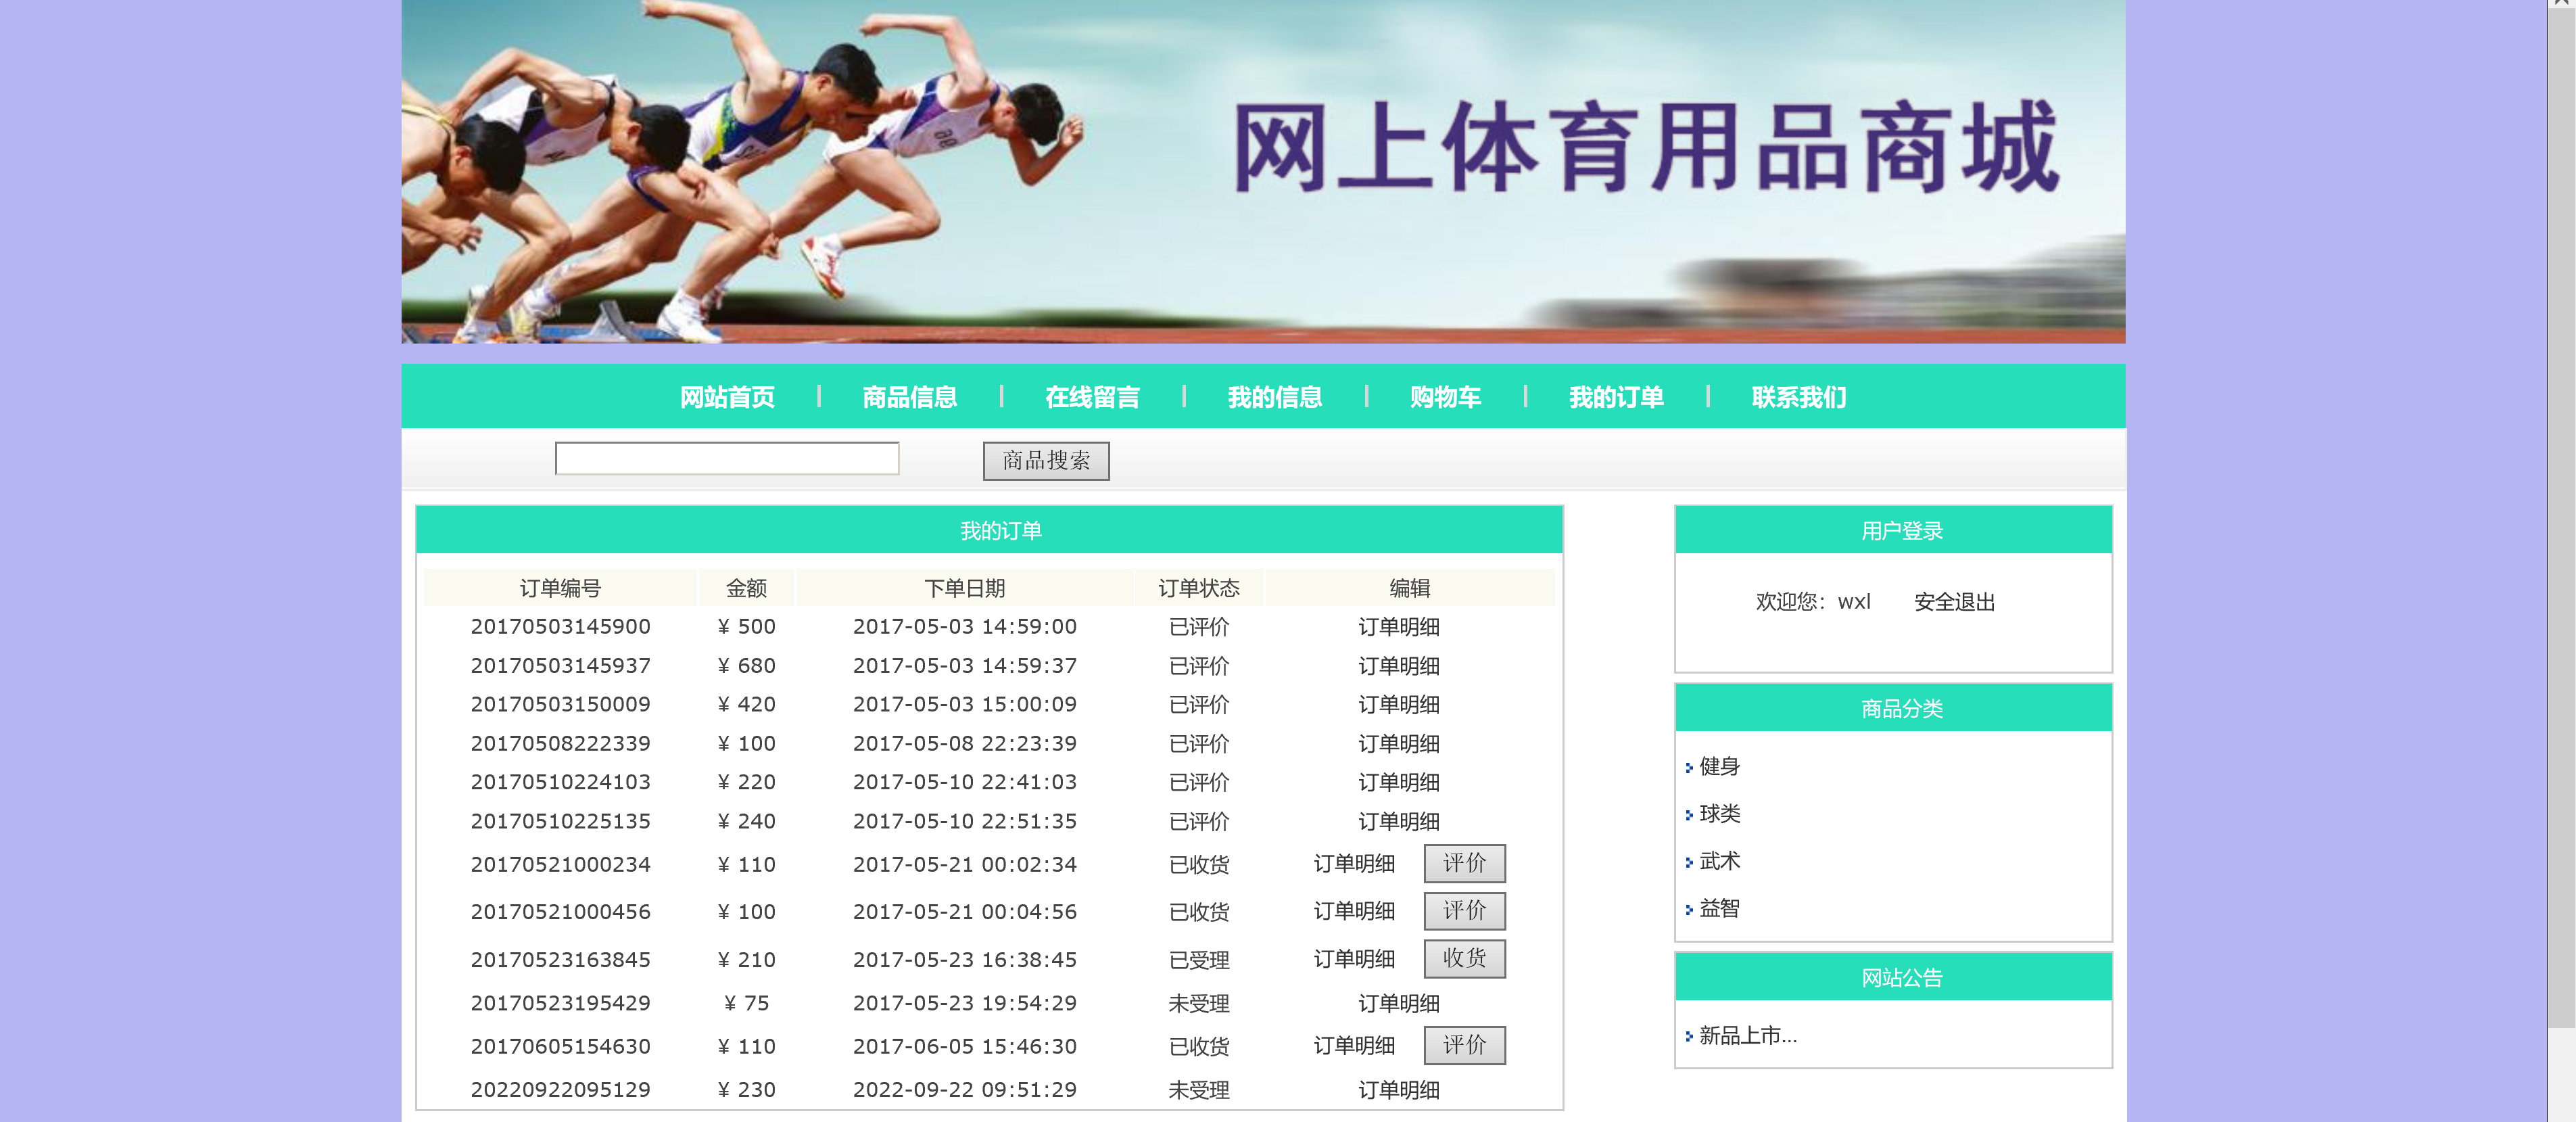 网上体育用品商城
网站首页 | 商品信息 | 在线留言 | 我的信息 | 购物车 | 我的订单 | 联系我们
商品搜索
我的订单
订单编号 金额 下单日期 订单状态 编辑
20170503145900 ¥ 500 2017-05-03 14:59:00 已评价 订单明细
20170503145937 ¥ 680 2017-05-03 14:59:37 已评价 订单明细
20170503150009 ¥ 420 2017-05-03 15:00:09 已评价 订单明细
20170508222339 ¥ 100 2017-05-08 22:23:39 已评价 订单明细
20170510224103 ¥ 220 2017-05-10 22:41:03 已评价 订单明细
20170510225135 ¥ 240 2017-05-10 22:51:35 已评价 订单明细
20170521000234 ¥ 110 2017-05-21 00:02:34 已收货 订单明细 评价
20170521000456 ¥ 100 2017-05-21 00:04:56 已收货 订单明细 评价
20170523163845 ¥ 210 2017-05-23 16:38:45 已受理 订单明细 收货
20170523195429 ¥ 75 2017-05-23 19:54:29 未受理 订单明细
20170605154630 ¥ 110 2017-06-05 15:46:30 已收货 订单明细 评价
20220922095129 ¥ 230 2022-09-22 09:51:29 未受理 订单明细
用户登录
欢迎您：wxl 安全退出
商品分类
健身
球类
武术
益智
网站公告
新品上市...